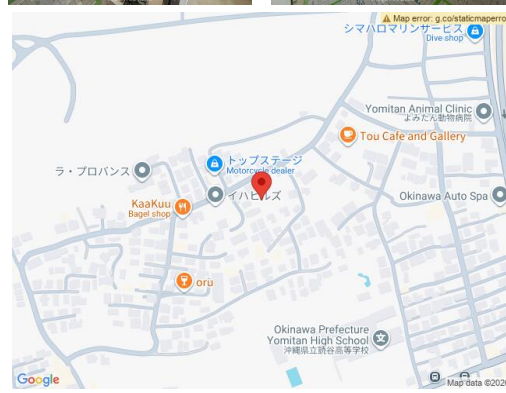 Map error: g.co/staticmaperro
シマハロマリンサービス
Dive shop
Yomitan Animal Clinic
よみたん動物病院
Tou Cafe and Gallery
トップステージ
Motorcycle dealer
ラ・プロバンス
イハヒルズ
KaaKuu
Bagel shop
Okinawa Auto Spa
oru
Okinawa Prefecture
Yomitan High School
沖縄県立読谷高等学校
Google
Map data ©2026